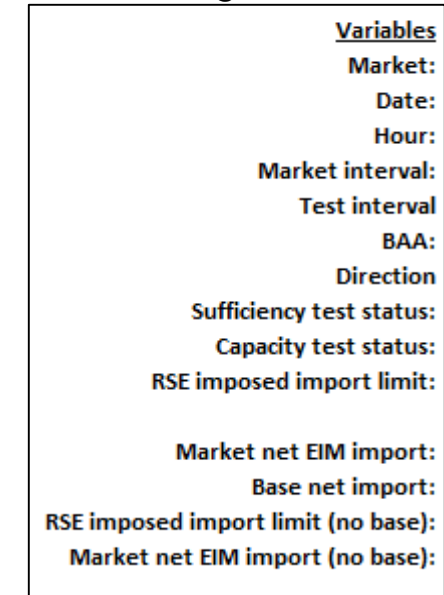 Variables
Market:
Date:
Hour:
Market interval:
Test interval
BAA:
Direction
Sufficiency test status:
Capacity test status:
RSE imposed import limit:
Market net EIM import:
Base net import:
RSE imposed import limit (no base):
Market net EIM import (no base):